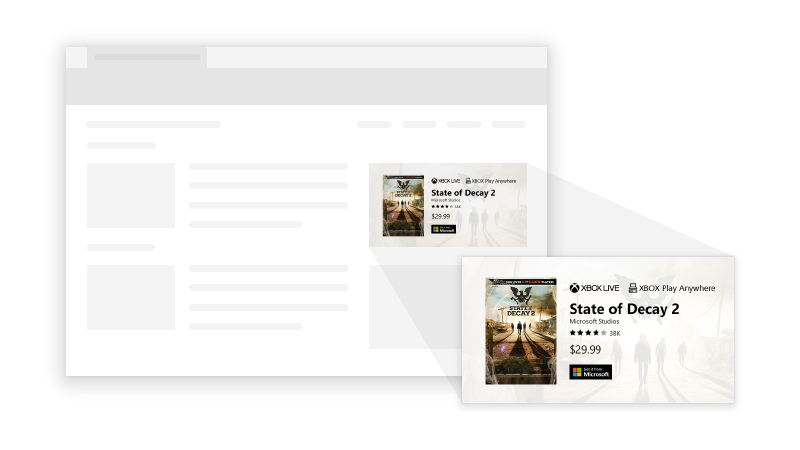 XBOX LIVE XBOX Play Anywhere
State of Decay 2
Microsoft Studios
38K
$29.99
Get it from
Microsoft
STATE OF
DECAY 2
XBOX LIVE XBOX Play Anywhere
State of Decay 2
Microsoft Studios
38K
$29.99
Get it from
Microsoft